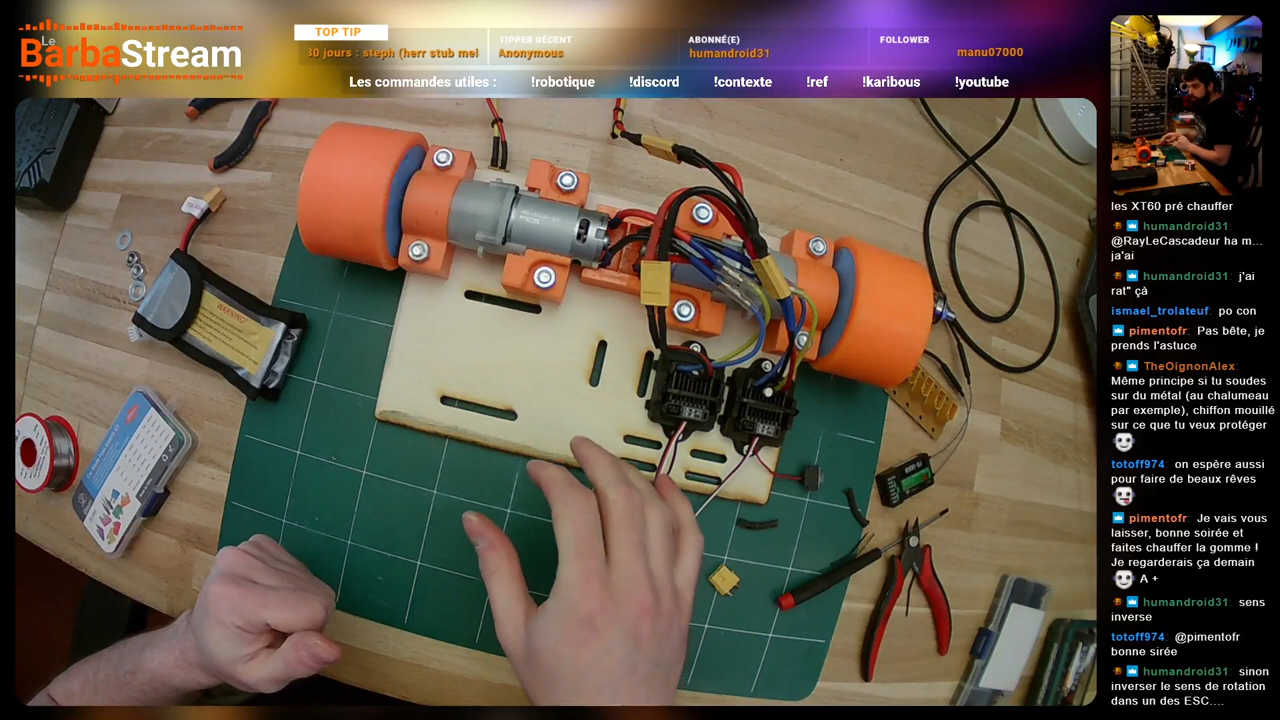 Le
BarbaStream
TOP TIP
30 jours : steph (herr stub mel
TIPPER RÉCENT
Anonymous
ABONNÉ(E)
humandroid31
FOLLOWER
manu07000
Les commandes utiles : !robotique !discord !contexte !ref !karibous !youtube
WARNING!
les XT60 pré chauffer
humandroid31:
@RayLeCascadeur ha m...
ja'ai
humandroid31: j'ai
rat" çà
ismael_trolateuf: po con
pimentofr: Pas bête, je
prends l'astuce
TheOignonAlex:
Même principe si tu soudes
sur du métal (au chalumeau
par exemple), chiffon mouillé
sur ce que tu veux protéger
totoff974: on espère aussi
pour faire de beaux rêves
pimentofr: Je vais vous
laisser, bonne soirée et
faites chauffer la gomme !
Je regarderais ça demain
A +
humandroid31: sens
inverse
totoff974: @pimentofr
bonne sirée
humandroid31: sinon
inverser le sens de rotation
dans un des ESC....